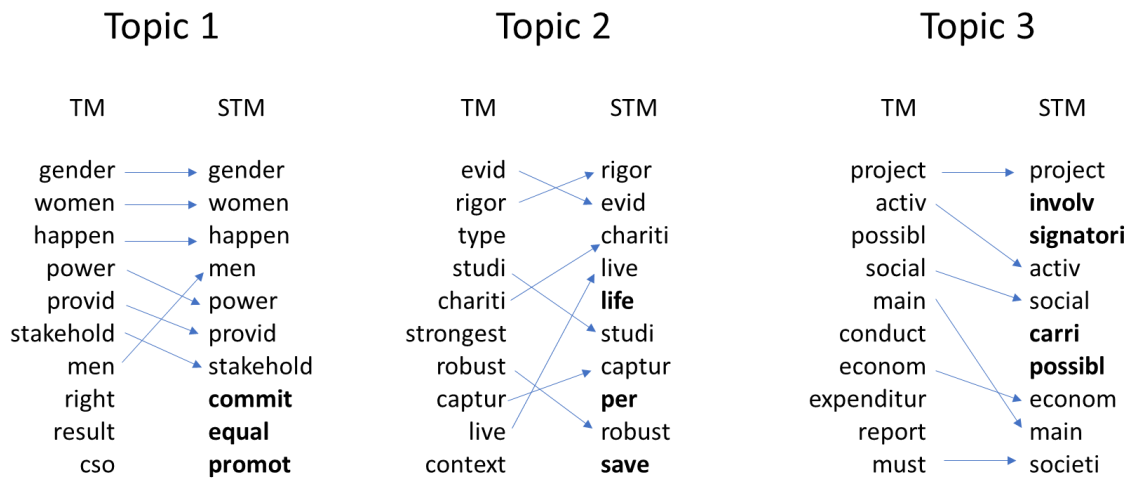 Topic 1 Topic 2 Topic 3
TM STM TM STM TM STM
gender gender evid rigor project project
women women rigor evid activ involv
happen happen type chariti possibl signatori
power men studi live social activ
provid power chariti life main social
stakehold provid strongest studi conduct carri
men stakehold robust captur econom possibl
right commit captur per expenditur econom
result equal live robust report main
cso promot context save must societi